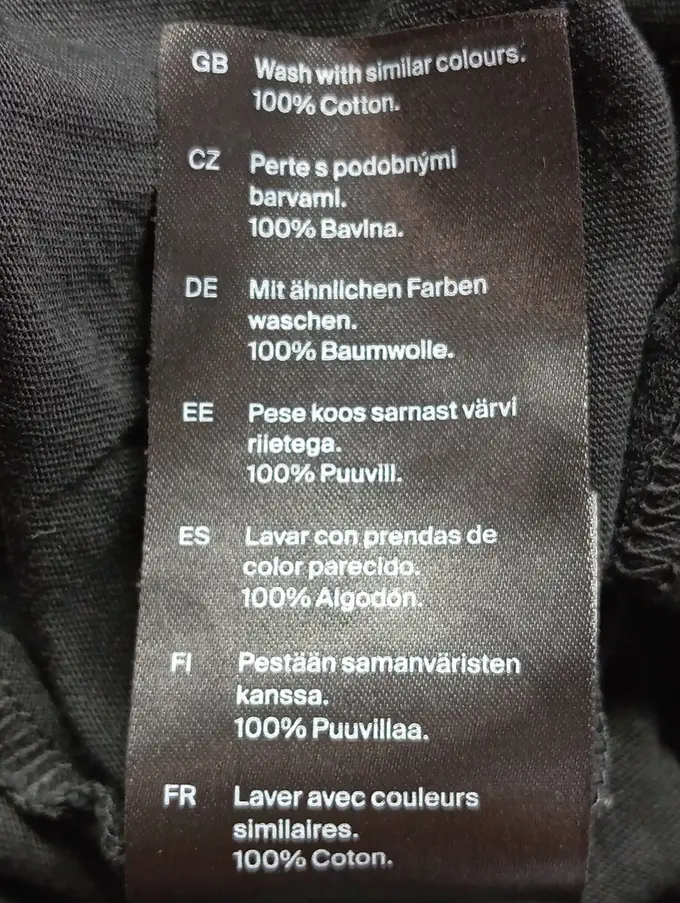 GB Wash with similar colours.
100% Cotton.
CZ Perte s podobnými
barvami.
100% Bavlna.
DE Mit ähnlichen Farben
waschen.
100% Baumwolle.
EE Pese koos sarnast värvi
riietega.
100% Puuvill.
ES Lavar con prendas de
color parecido.
100% Algodón.
FI Pestään samanväristen
kanssa.
100% Puuvillaa.
FR Laver avec couleurs
similaires.
100% Coton.